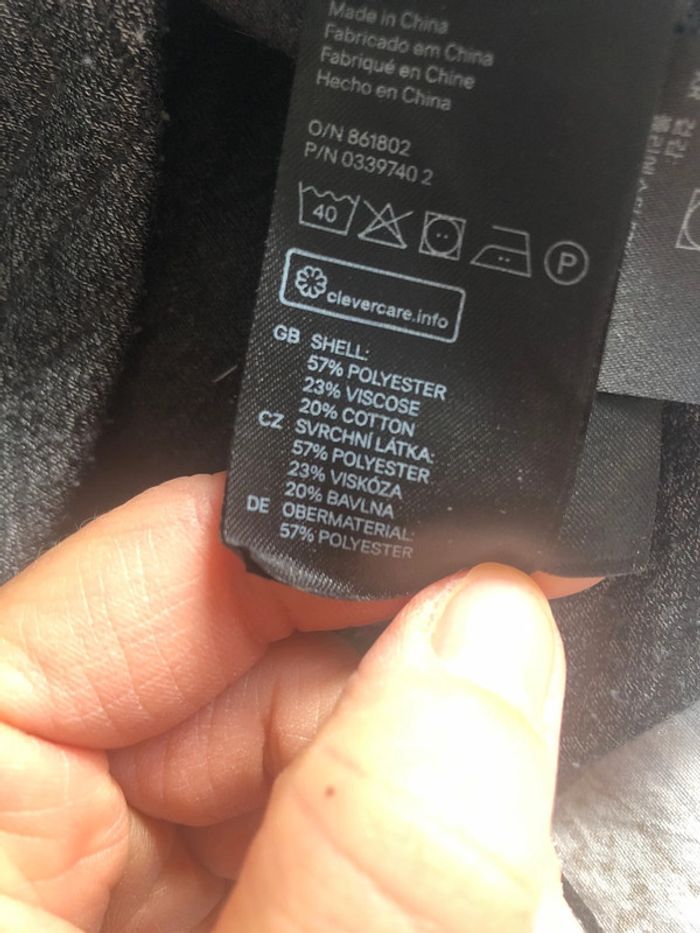 Made in China
Fabricado em China
Fabriqué en Chine
Hecho en China
O/N 861802
P/N 0339740 2
40
P
clevercare.info
GB SHELL:
57% POLYESTER
23% VISCOSE
20% COTTON
CZ SVRCHNÍ LÁTKA:
57% POLYESTER
23% VISKÓZA
20% BAVLNA
DE OBERMATERIAL:
57% POLYESTER